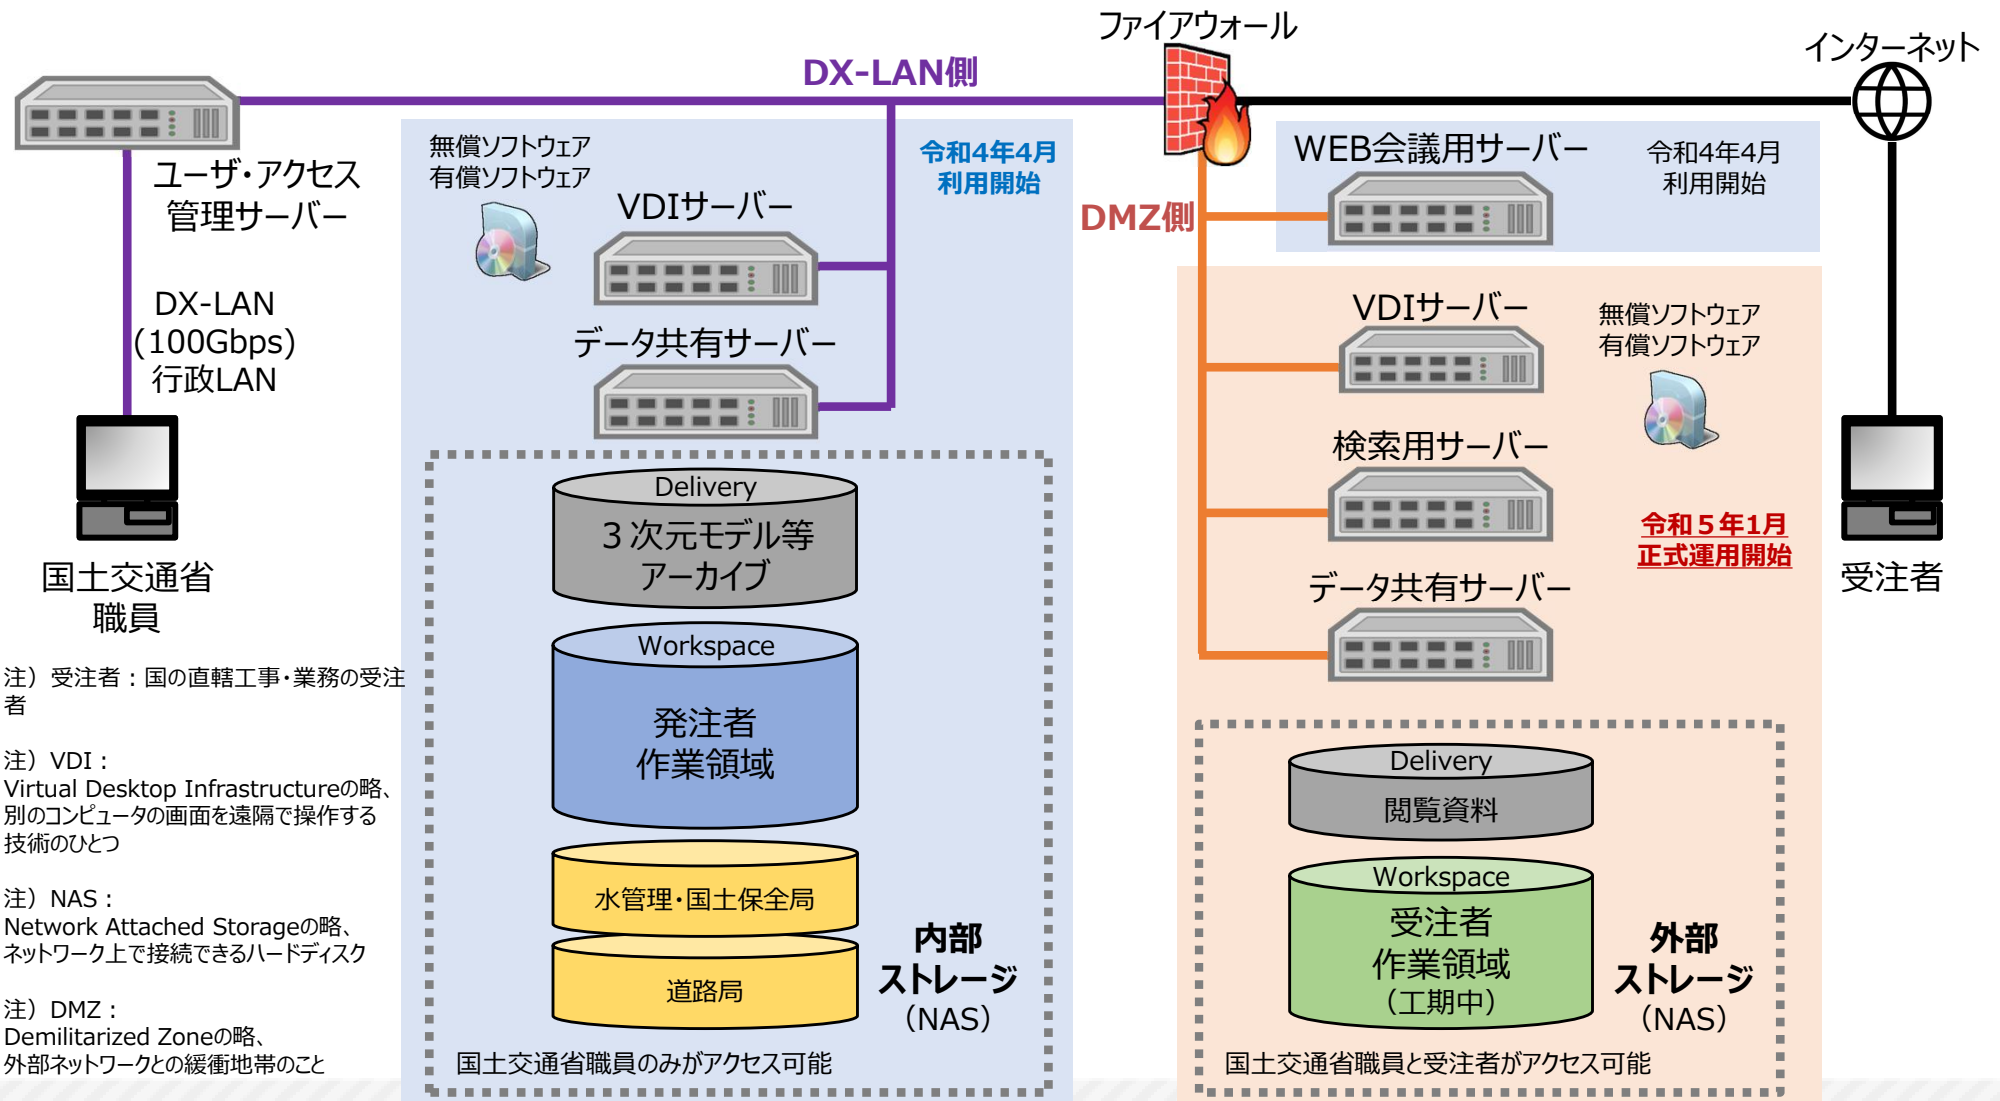 ファイアウォール
インターネット
DX-LAN側
ユーザ・アクセス
管理サーバー
DX-LAN
(100Gbps)
行政LAN
国土交通省
職員
無償ソフトウェア
有償ソフトウェア
令和4年4月
利用開始
VDIサーバー
データ共有サーバー
Delivery
３次元モデル等
アーカイブ
Workspace
発注者
作業領域
水管理・国土保全局
道路局
内部
ストレージ
（NAS）
国土交通省職員のみがアクセス可能
DMZ側
WEB会議用サーバー
令和4年4月
利用開始
VDIサーバー
無償ソフトウェア
有償ソフトウェア
検索用サーバー
令和５年1月
正式運用開始
データ共有サーバー
Delivery
閲覧資料
Workspace
受注者
作業領域
（工期中）
外部
ストレージ
（NAS）
国土交通省職員と受注者がアクセス可能
受注者
注）受注者：国の直轄工事・業務の受注
者
注）VDI：
Virtual Desktop Infrastructureの略、
別のコンピュータの画面を遠隔で操作する
技術のひとつ
注）NAS：
Network Attached Storageの略、
ネットワーク上で接続できるハードディスク
注）DMZ：
Demilitarized Zoneの略、
外部ネットワークとの緩衝地帯のこと